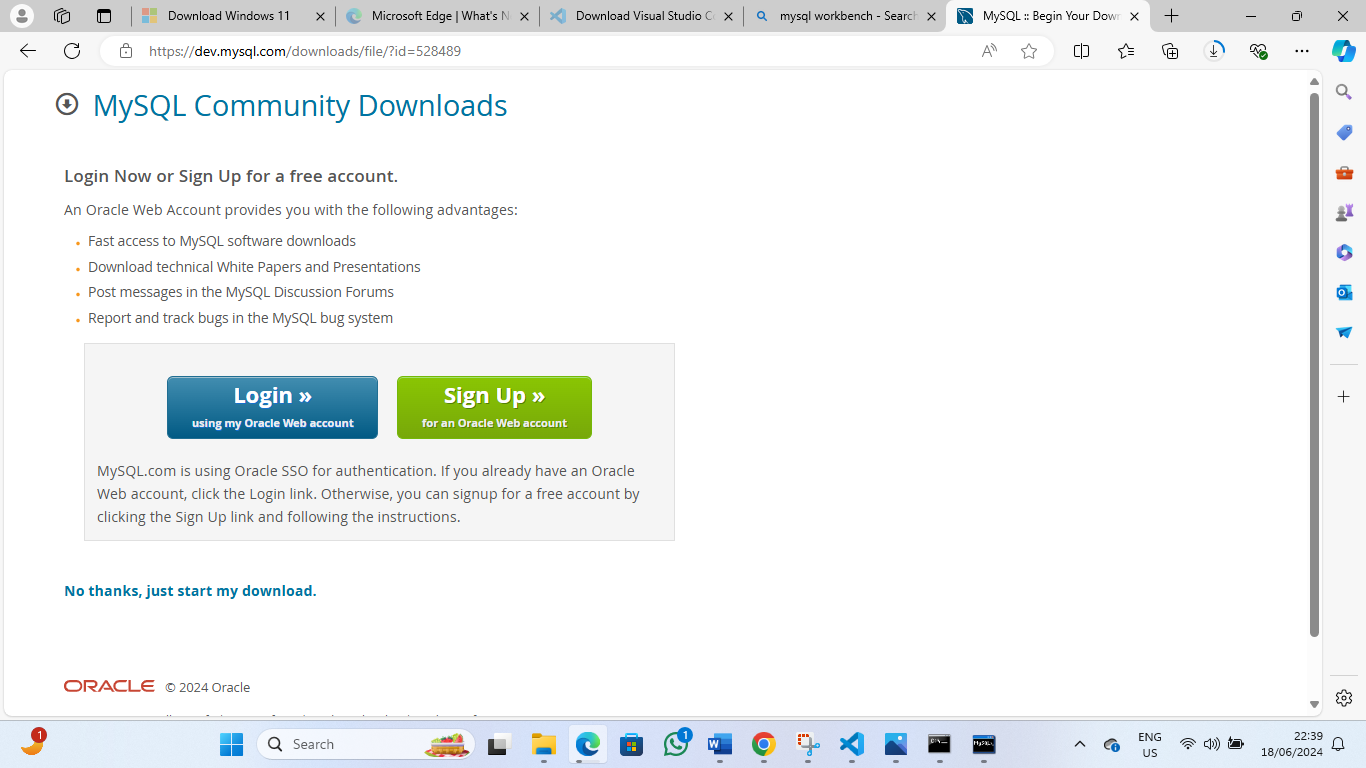 Download Windows 11
Microsoft Edge | What's N
Download Visual Studio Co
mysql workbench - Search
MySQL :: Begin Your Down
https://dev.mysql.com/downloads/file/?id=528489
MySQL Community Downloads
Login Now or Sign Up for a free account.
An Oracle Web Account provides you with the following advantages:
Fast access to MySQL software downloads
Download technical White Papers and Presentations
Post messages in the MySQL Discussion Forums
Report and track bugs in the MySQL bug system
Login »
using my Oracle Web account
Sign Up »
for an Oracle Web account
MySQL.com is using Oracle SSO for authentication. If you already have an Oracle
Web account, click the Login link. Otherwise, you can signup for a free account by
clicking the Sign Up link and following the instructions.
No thanks, just start my download.
ORACLE © 2024 Oracle
1
Search
1
ENG
US
22:39
18/06/2024